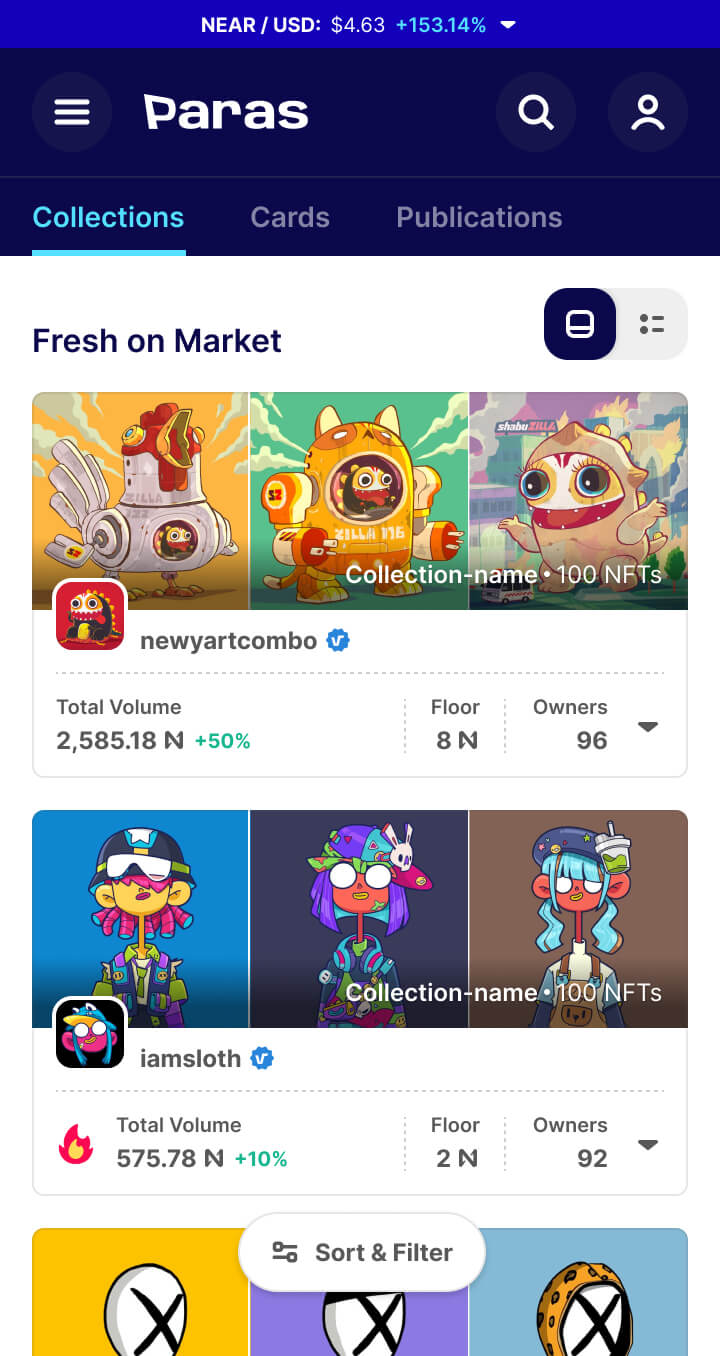 NEAR / USD: $4.63 +153.14%
Paras
Collections Cards Publications
Fresh on Market
shabuZILLA
ZILLA
SZ
SZ
ZILLA 116
Collection-name • 100 NFTs
newyartcombo
Total Volume Floor Owners
2,585.18 N +50% 8 N 96
Collection-name • 100 NFTs
iamsloth
Total Volume Floor Owners
575.78 N +10% 2 N 92
Sort & Filter